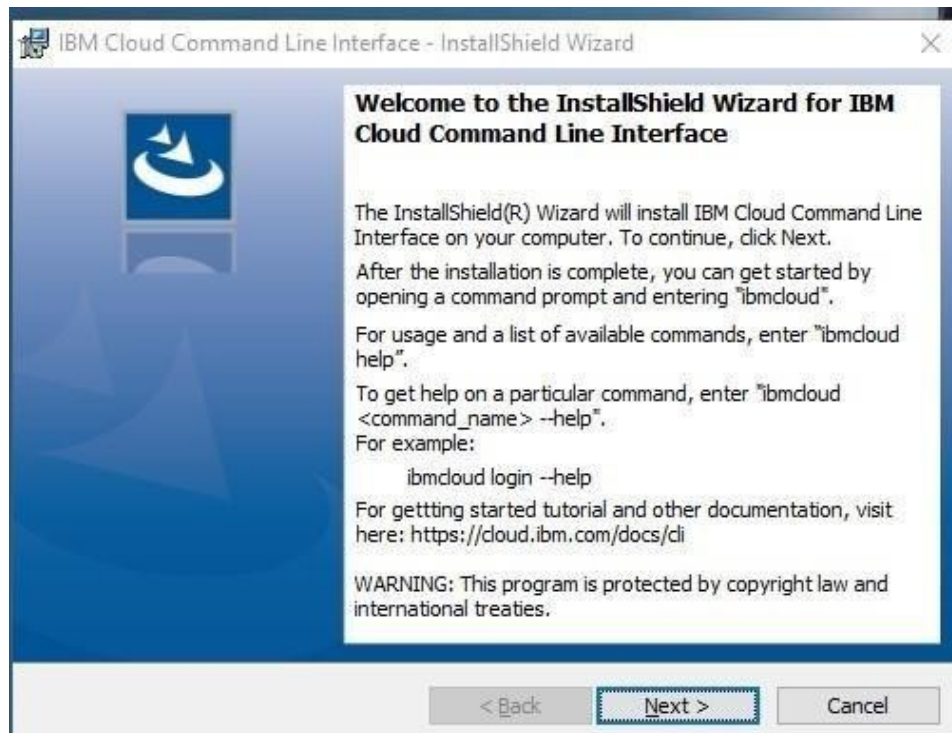 IBM Cloud Command Line Interface - InstallShield Wizard
Welcome to the InstallShield Wizard for IBM
Cloud Command Line Interface
The InstallShield(R) Wizard will install IBM Cloud Command Line
Interface on your computer. To continue, click Next.
After the installation is complete, you can get started by
opening a command prompt and entering "ibmcloud".
For usage and a list of available commands, enter "ibmcloud
help”.
To get help on a particular command, enter "ibmcloud
<command_name> --help".
For example:
ibmcloud login --help
For gettting started tutorial and other documentation, visit
here: https://cloud.ibm.com/docs/cli
WARNING: This program is protected by copyright law and
international treaties.
< Back Next > Cancel